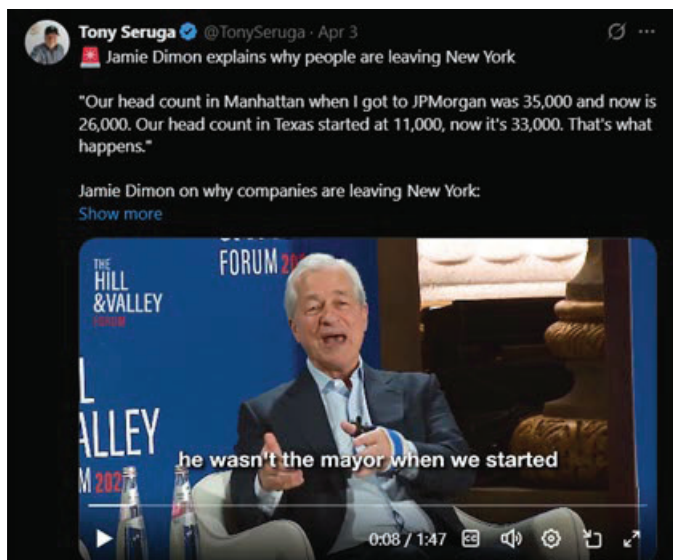 Tony Seruga @TonySeruga · Apr 3
🚨 Jamie Dimon explains why people are leaving New York
"Our head count in Manhattan when I got to JPMorgan was 35,000 and now is
26,000. Our head count in Texas started at 11,000, now it's 33,000. That's what
happens."
Jamie Dimon on why companies are leaving New York:
Show more
FORUM
THE
HILL
&VALLEY
FORUM
ALLEY
he wasn't the mayor when we started
0:08 / 1:47
CC